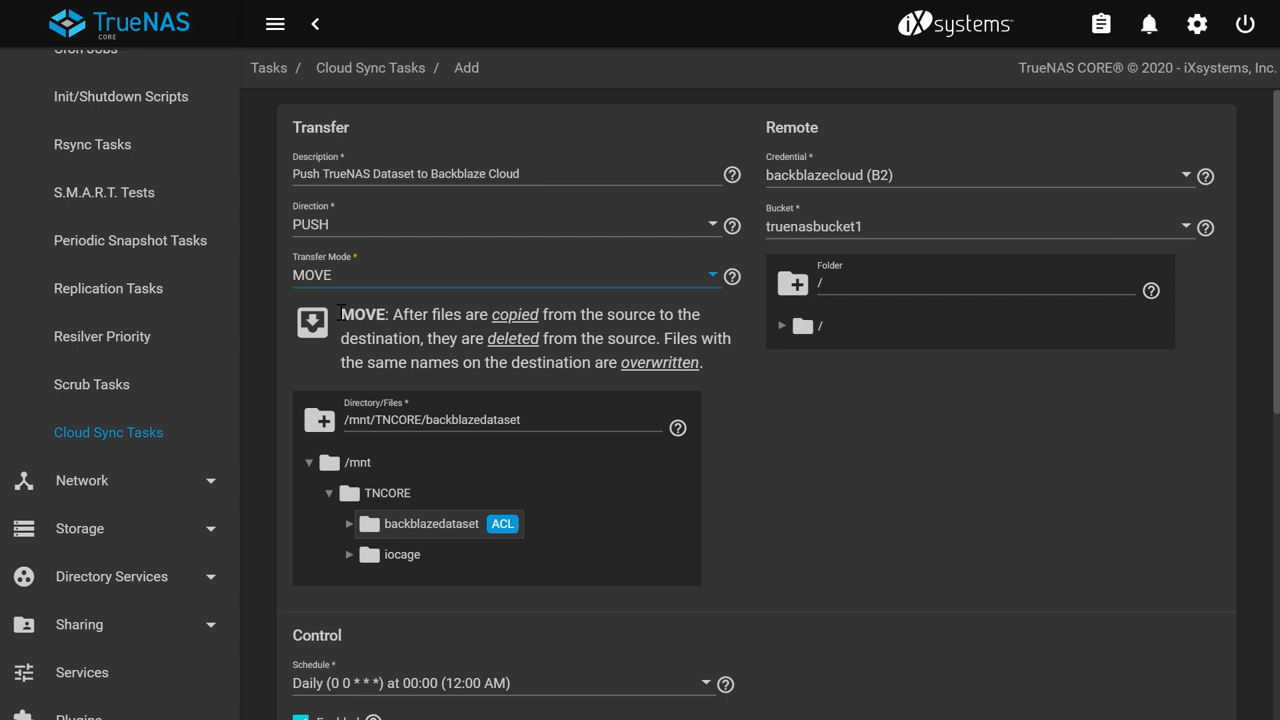 TrueNAS
CORE
iXsystems
Cron Jobs
Tasks / Cloud Sync Tasks / Add
TrueNAS CORE® © 2020 - iXsystems, Inc.
Init/Shutdown Scripts
Rsync Tasks
S.M.A.R.T. Tests
Periodic Snapshot Tasks
Replication Tasks
Resilver Priority
Scrub Tasks
Cloud Sync Tasks
Network
Storage
Directory Services
Sharing
Services
Plugins
Transfer
Description *
Push TrueNAS Dataset to Backblaze Cloud
Direction *
PUSH
Transfer Mode *
MOVE
MOVE: After files are copied from the source to the
destination, they are deleted from the source. Files with
the same names on the destination are overwritten.
Directory/Files *
/mnt/TNCORE/backblazedataset
/mnt
TNCORE
backblazedataset ACL
iocage
Remote
Credential *
backblazecloud (B2)
Bucket *
truenasbucket1
Folder
/
/
Control
Schedule *
Daily (0 0 * * *) at 00:00 (12:00 AM)
Enabled